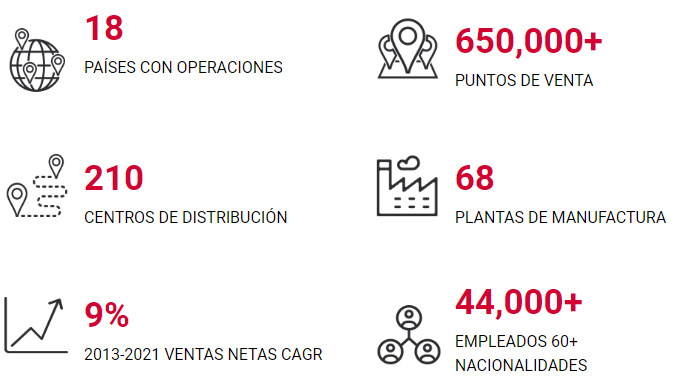 18
PAÍSES CON OPERACIONES
650,000+
PUNTOS DE VENTA
210
CENTROS DE DISTRIBUCIÓN
68
PLANTAS DE MANUFACTURA
9%
2013-2021 VENTAS NETAS CAGR
44,000+
EMPLEADOS 60+
NACIONALIDADES